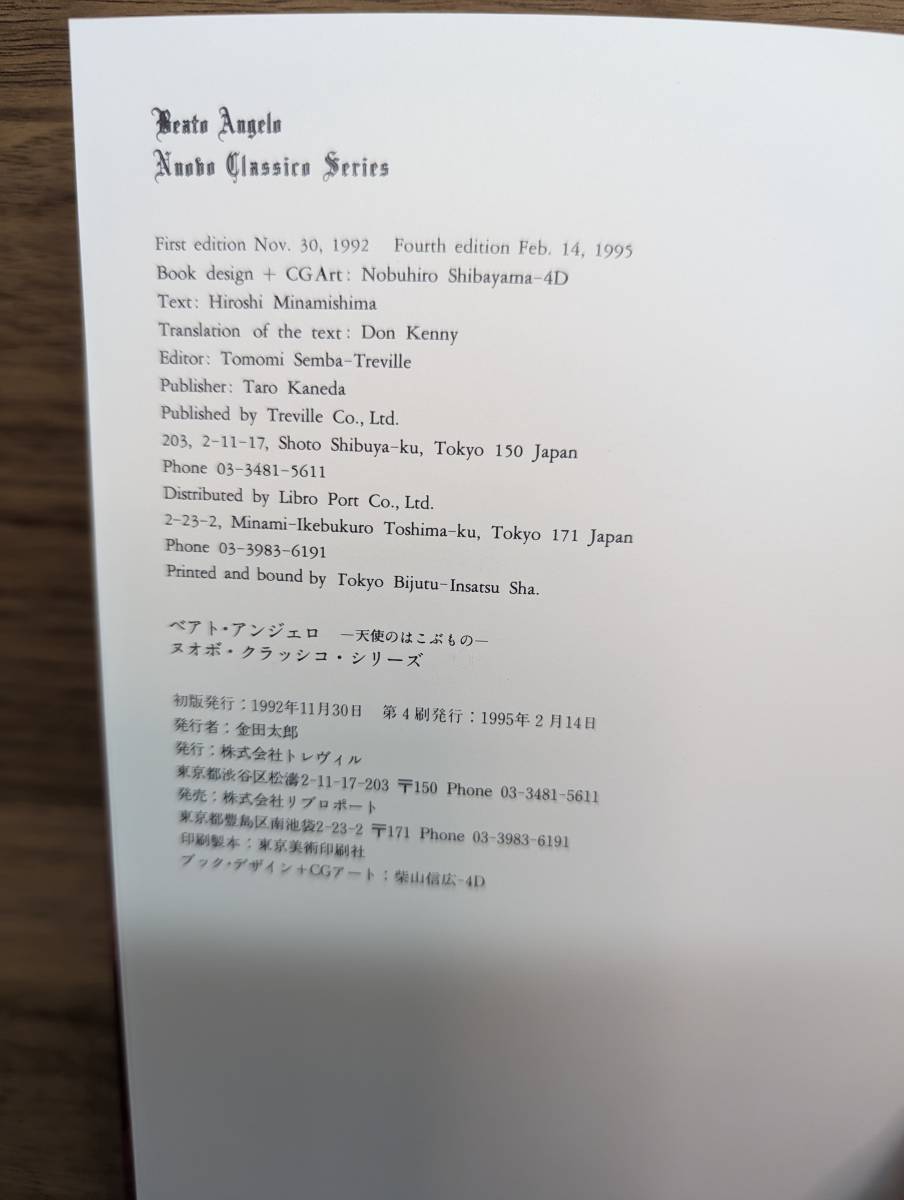 Beato Angelo
Nuobo Classico Series
First edition Nov. 30, 1992 Fourth edition Feb. 14, 1995
Book design + CG Art: Nobuhiro Shibayama-4D
Text: Hiroshi Minamishima
Translation of the text: Don Kenny
Editor: Tomomi Semba-Treville
Publisher: Taro Kaneda
Published by Treville Co., Ltd.
203, 2-11-17, Shoto Shibuya-ku, Tokyo 150 Japan
Phone 03-3481-5611
Distributed by Libro Port Co., Ltd.
2-23-2, Minami-Ikebukuro Toshima-ku, Tokyo 171 Japan
Phone 03-3983-6191
Printed and bound by Tokyo Bijutu-Insatsu Sha.
ベアト・アンジェロ —天使のはこぶもの—
ヌオボ・クラッシコ・シリーズ
初版発行：1992年11月30日 第4刷発行：1995年2月14日
発行者：金田太郎
発行：株式会社トレヴィル
東京都渋谷区松濤2-11-17-203 〒150 Phone 03-3481-5611
発売：株式会社リブロポート
東京都豊島区南池袋2-23-2 〒171 Phone 03-3983-6191
印刷製本：東京美術印刷社
ブック・デザイン+CGアート：柴山信広-4D